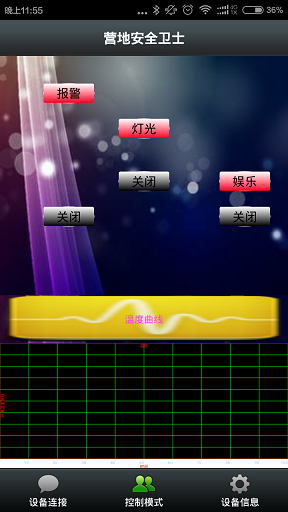 晚上11:55
4G
1X
36%
营地安全卫士
报警
灯光
关闭
娱乐
关闭
关闭
温度曲线
设备连接
控制模式
设备信息